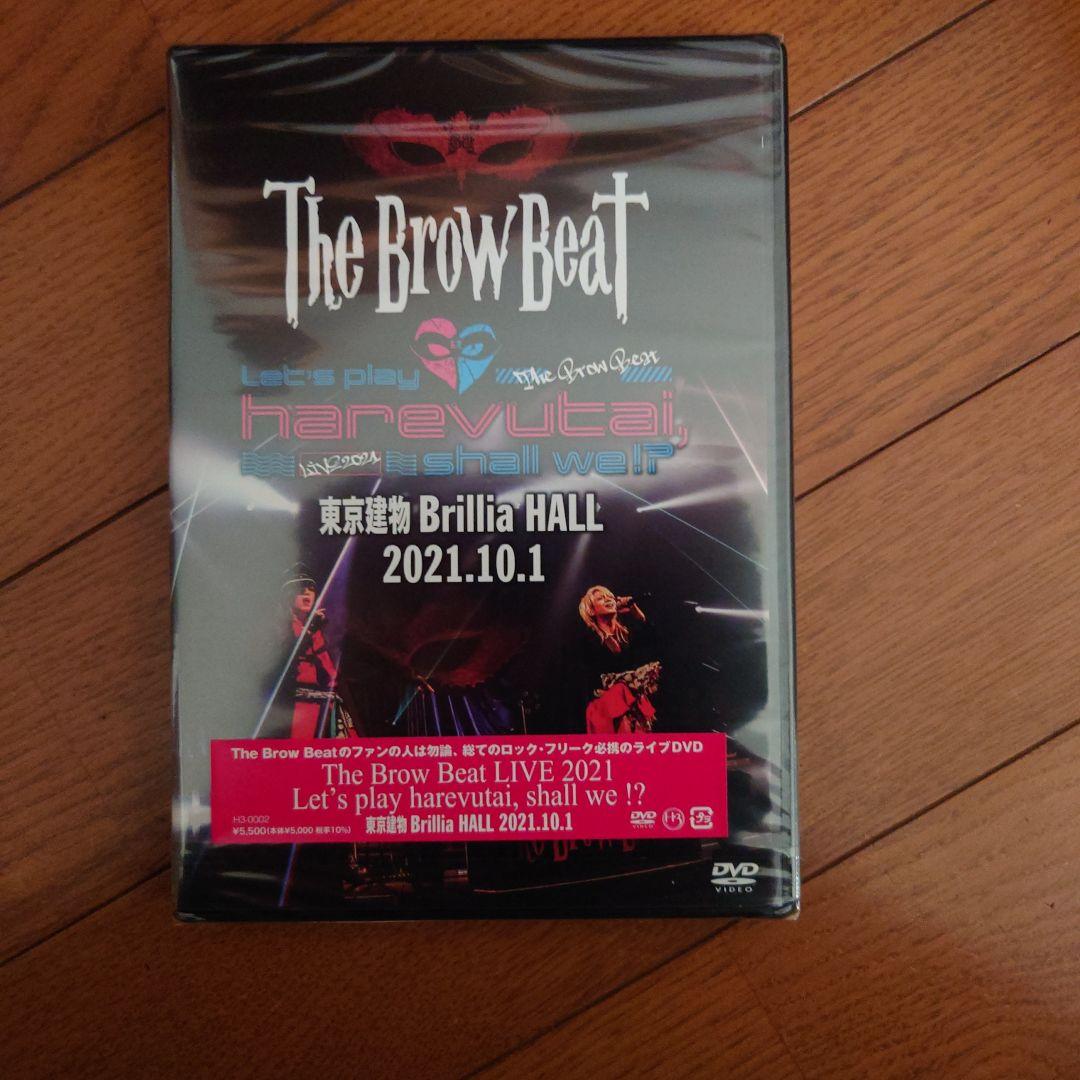 The Brow Beat
Let's play
The Brow Beat
harevutai,
LIVE2021
shall we!?
東京建物 Brillia HALL
2021.10.1
The Brow Beatのファンの人は勿論、総てのロック・フリーク必携のライブDVD
The Brow Beat LIVE 2021
Let's play harevutai, shall we !?
H3-0002
¥5,500(本体¥5,000 税率10%)
東京建物 Brillia HALL 2021.10.1
DVD
VIDEO
H3
The Brow Beat
DVD
VIDEO